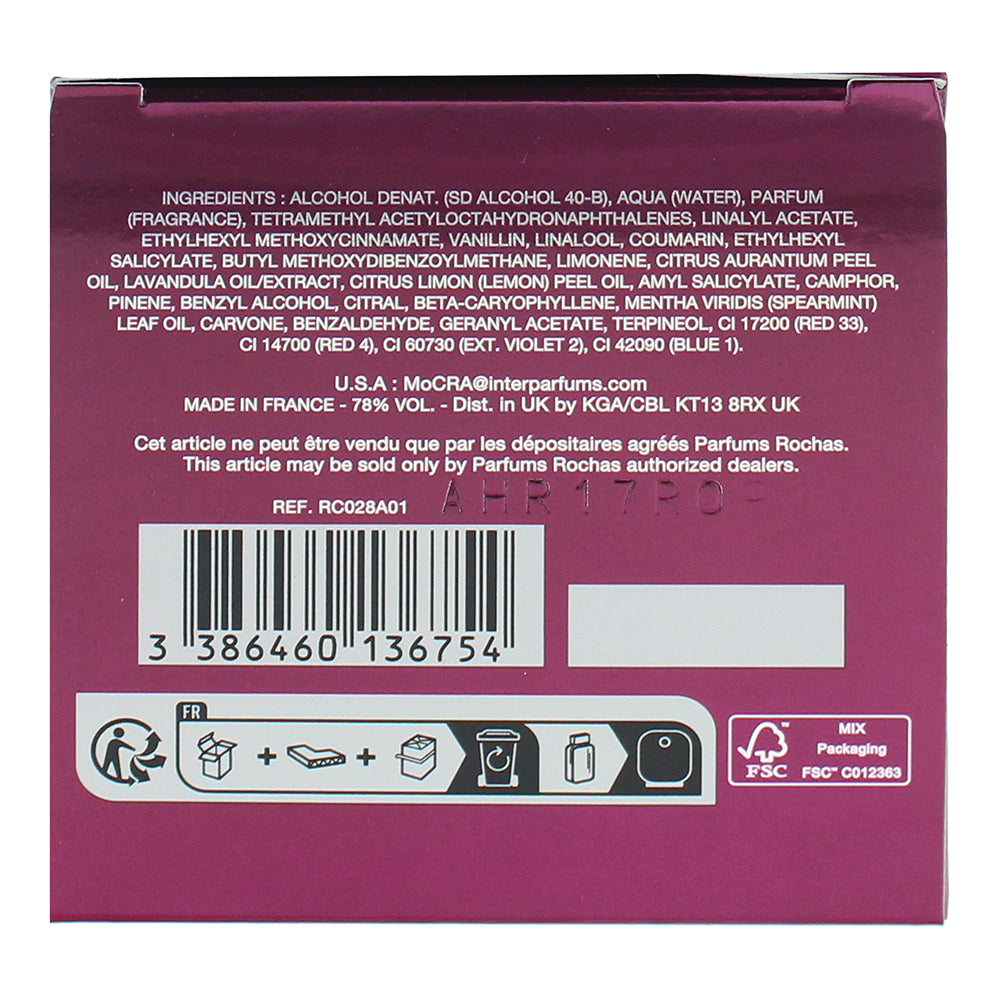 INGREDIENTS : ALCOHOL DENAT. (SD ALCOHOL 40-B), AQUA (WATER), PARFUM
(FRAGRANCE), TETRAMETHYL ACETYLOCTAHYDRONAPHTHALENES, LINALYL ACETATE,
ETHYLHEXYL METHOXYCINNAMATE, VANILLIN, LINALOOL, COUMARIN, ETHYLHEXYL
SALICYLATE, BUTYL METHOXYDIBENZOYLMETHANE, LIMONENE, CITRUS AURANTIUM PEEL
OIL, LAVANDULA OIL/EXTRACT, CITRUS LIMON (LEMON) PEEL OIL, AMYL SALICYLATE, CAMPHOR,
PINENE, BENZYL ALCOHOL, CITRAL, BETA-CARYOPHYLLENE, MENTHA VIRIDIS (SPEARMINT)
LEAF OIL, CARVONE, BENZALDEHYDE, GERANYL ACETATE, TERPINEOL, CI 17200 (RED 33),
CI 14700 (RED 4), CI 60730 (EXT. VIOLET 2), CI 42090 (BLUE 1).
U.S.A : MoCRA@interparfums.com
MADE IN FRANCE - 78% VOL. - Dist. in UK by KGA/CBL KT13 8RX UK
Cet article ne peut être vendu que par les dépositaires agréés Parfums Rochas.
This article may be sold only by Parfums Rochas authorized dealers.
REF. RC028A01
3 386460 136754
FR
FSC™
MIX
Packaging
FSC™ C012363